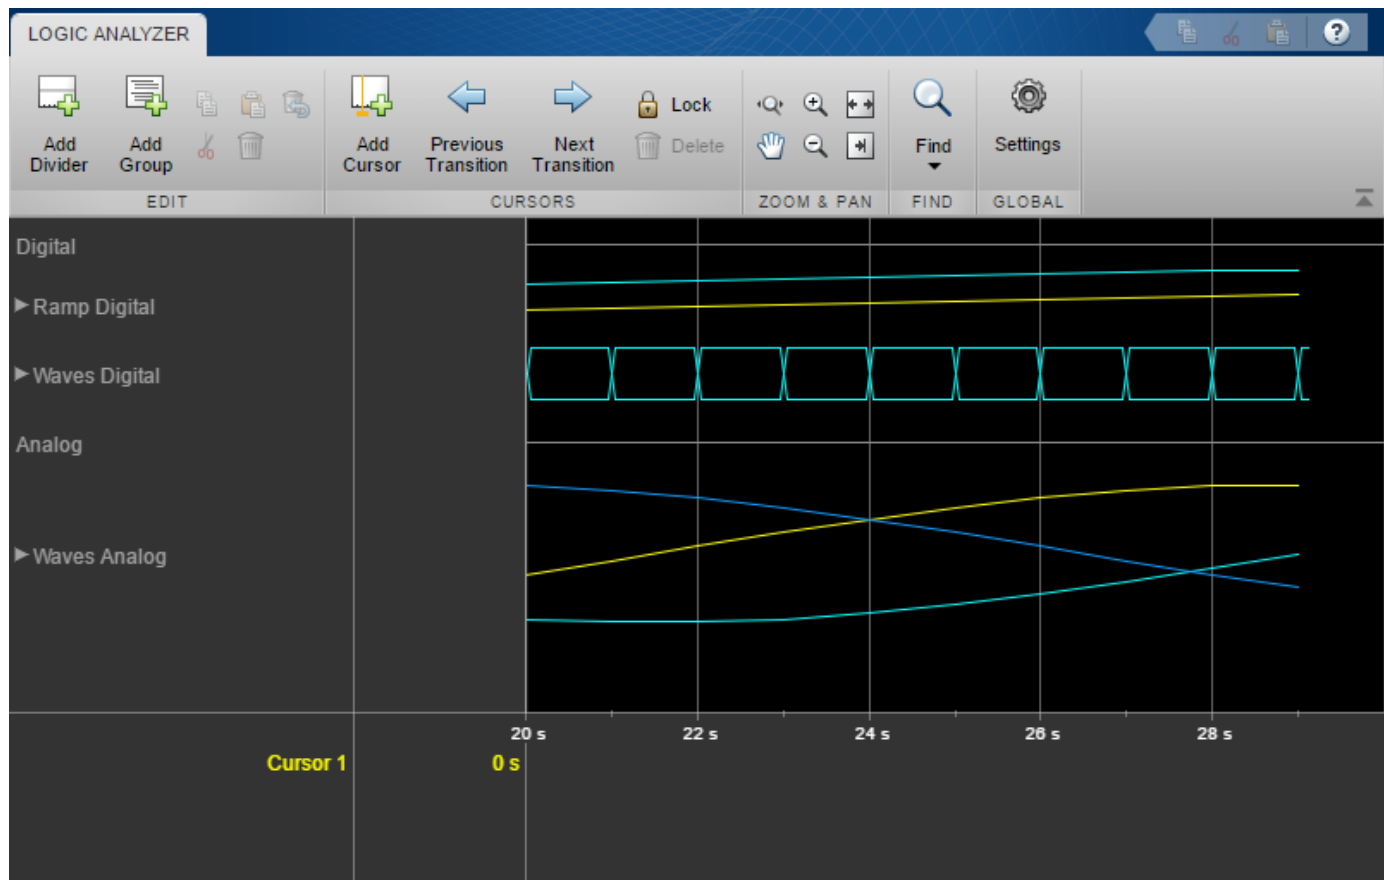 LOGIC ANALYZER
?
Add Divider
Add Group
Add Cursor
Previous Transition
Next Transition
Lock
Delete
Find
Settings
EDIT
CURSORS
ZOOM & PAN
FIND
GLOBAL
Digital
Ramp Digital
Waves Digital
Analog
Waves Analog
20 s 22 s 24 s 26 s 28 s
Cursor 1 0 s